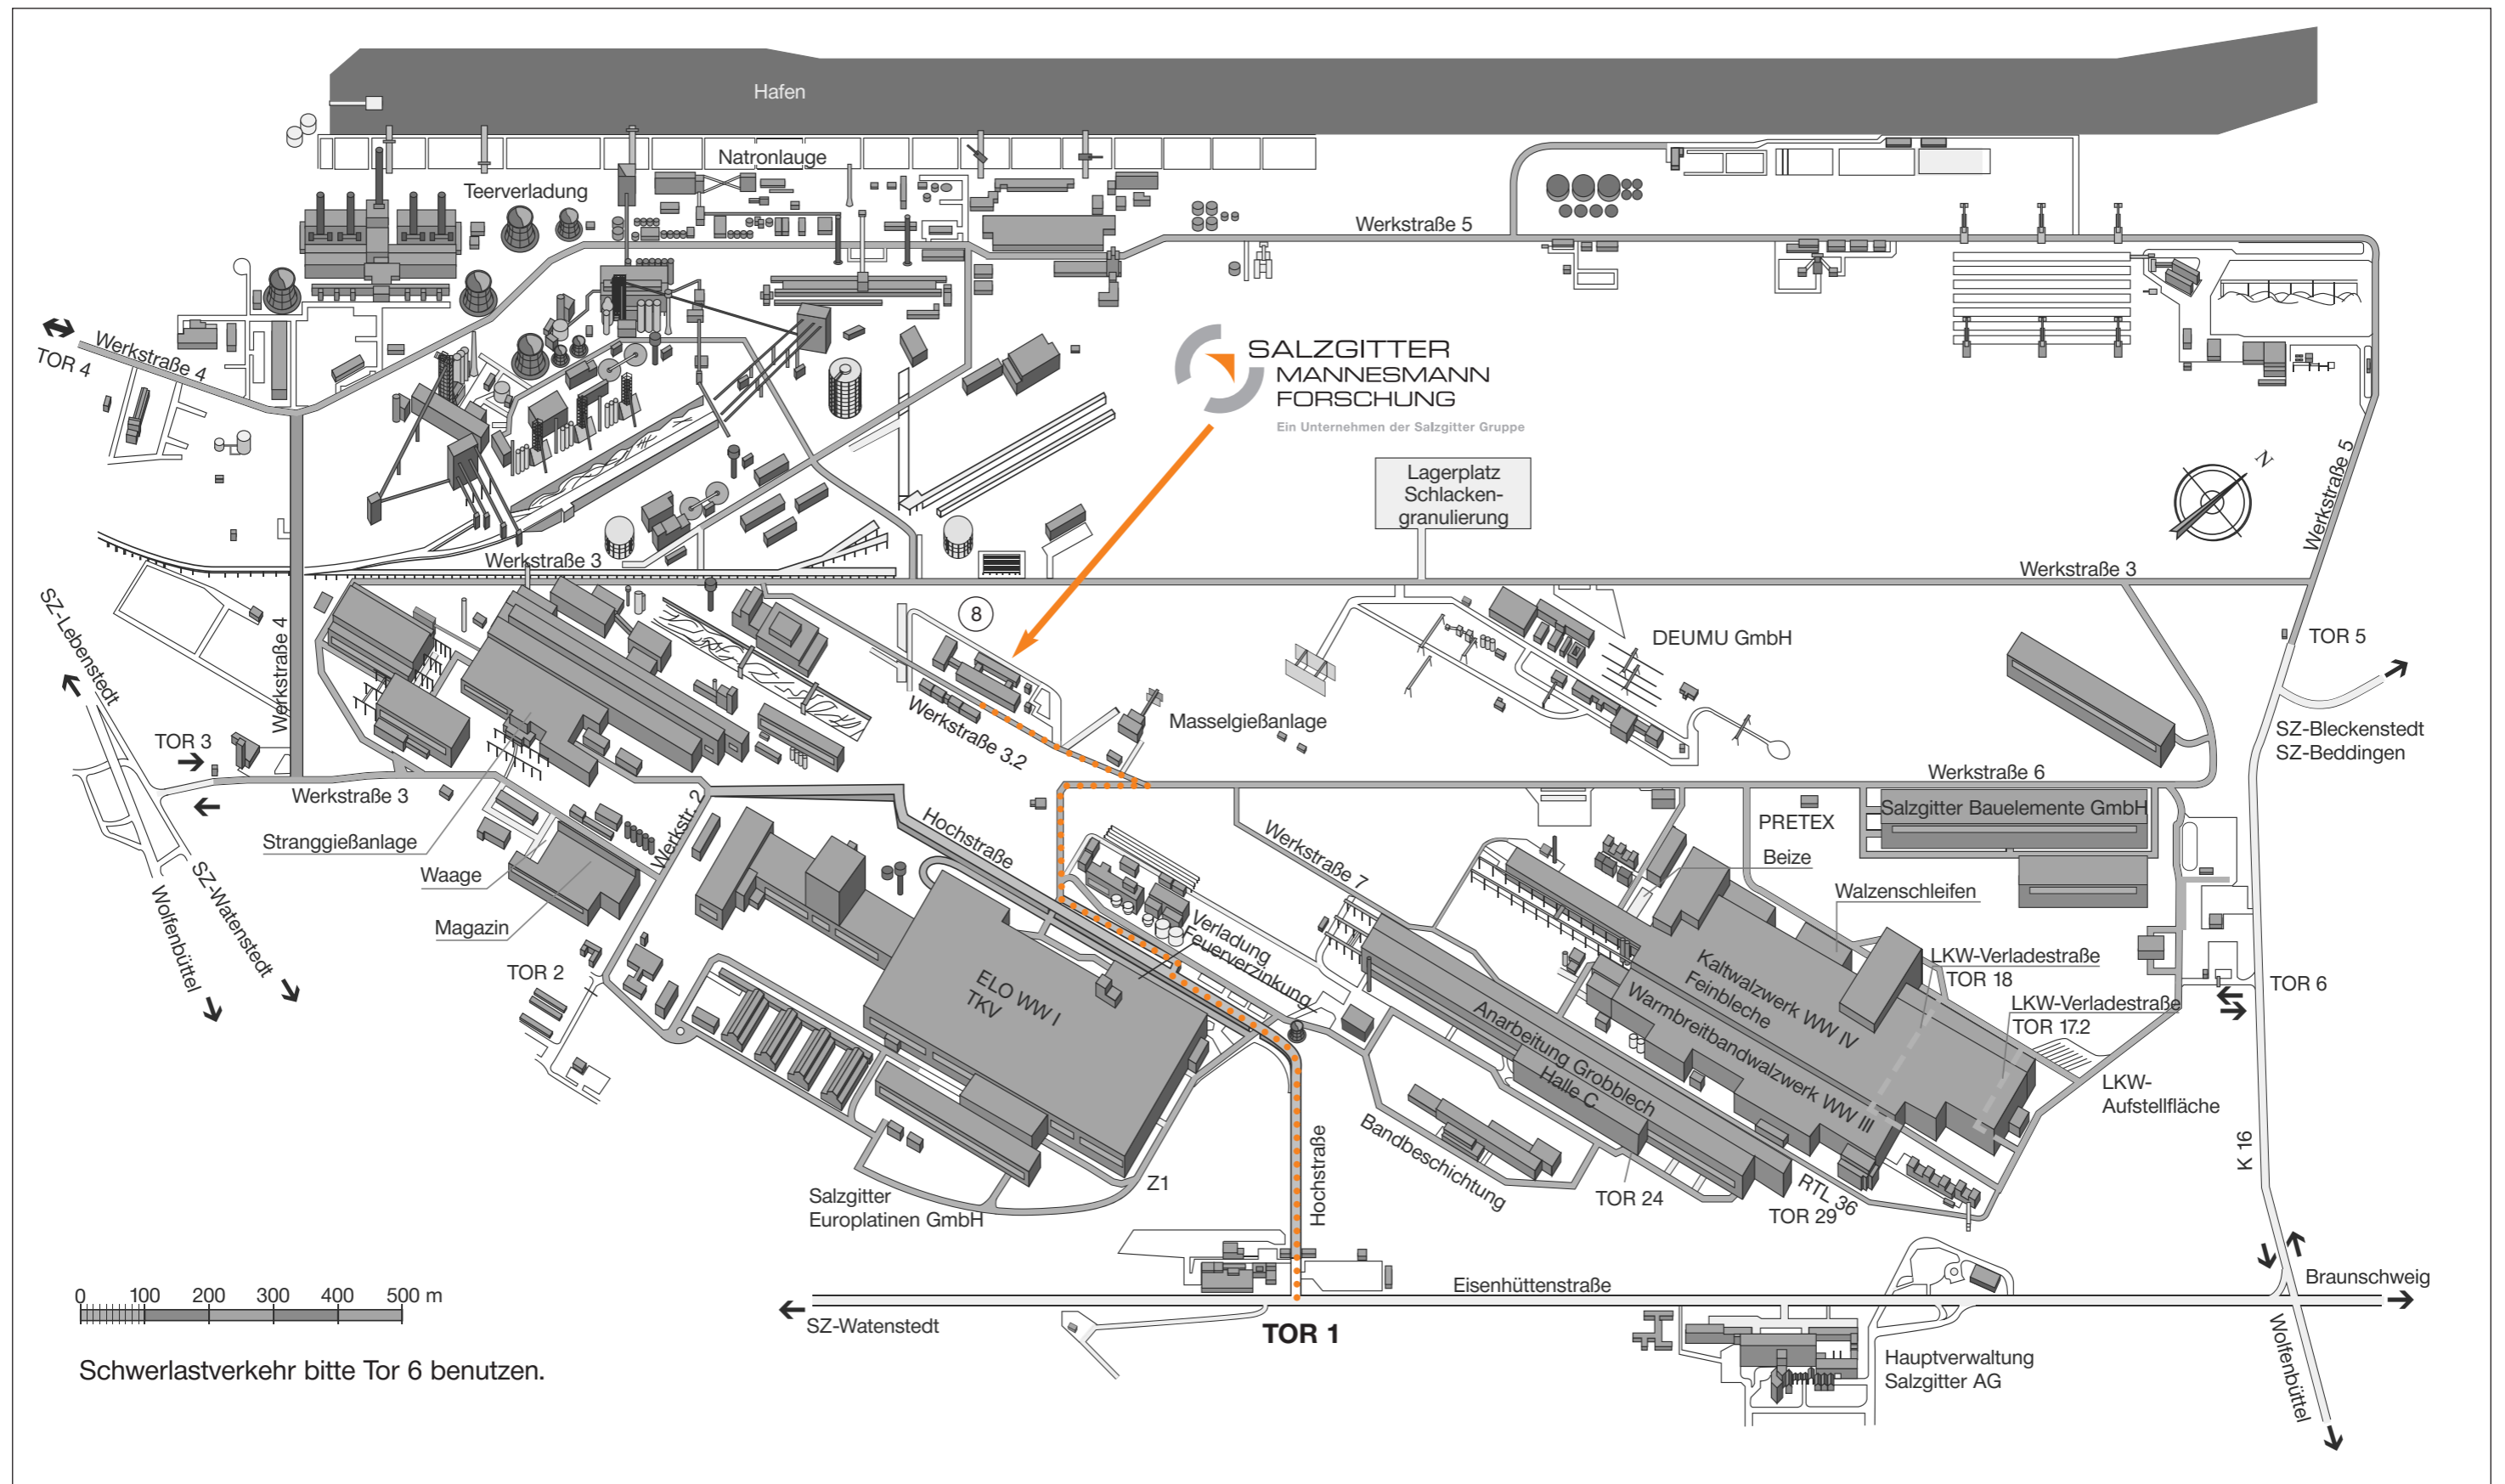 Hafen
Natronlauge
Teerverladung
Werkstraße 5
Werkstraße 4
TOR 4
SALZGITTER
MANNESMANN
FORSCHUNG
Ein Unternehmen der Salzgitter Gruppe
Lagerplatz
Schlacken-
granulierung
N
Werkstraße 5
Werkstraße 3
Werkstraße 3
8
DEUMU GmbH
TOR 5
SZ-Lebenstedt
Werkstraße 4
Werkstraße 3.2
Masselgießanlage
SZ-Bleckenstedt
SZ-Beddingen
TOR 3
Werkstraße 3
Werkstraße 6
Werkstr. 2
Hochstraße
Salzgitter Bauelemente GmbH
PRETEX
Stranggießanlage
Werkstraße 7
Beize
Waage
Walzenschleifen
Magazin
SZ-Watenstedt
Wolfenbüttel
Verladung
Feuerverzinkung
LKW-Verladestraße
TOR 18
TOR 2
ELO WW I
TKV
Kaltwalzwerk WW IV
Feinbleche
TOR 6
LKW-Verladestraße
TOR 17.2
Warmbreitbandwalzwerk WW III
Anarbeitung Grobblech
Halle C
LKW-
Aufstellfläche
Bandbeschichtung
Hochstraße
K 16
Z1
Salzgitter
Europlatinen GmbH
TOR 24
RTL 36
TOR 29
Eisenhüttenstraße
Braunschweig
0 100 200 300 400 500 m
SZ-Watenstedt
TOR 1
Wolfenbüttel
Hauptverwaltung
Salzgitter AG
Schwerlastverkehr bitte Tor 6 benutzen.